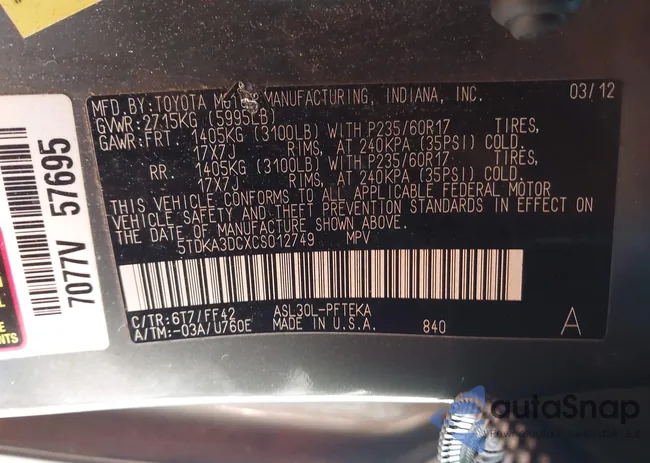 MFD. BY: TOYOTA MOTOR MANUFACTURING, INDIANA, INC. 03/12
GVWR: 2715KG (5995LB)
GAWR: FRT. 1405KG (3100LB) WITH P235/60R17 TIRES,
17X7J RIMS, AT 240KPA (35PSI) COLD.
RR. 1405KG (3100LB) WITH P235/60R17 TIRES,
17X7J RIMS, AT 240KPA (35PSI) COLD.
THIS VEHICLE CONFORMS TO ALL APPLICABLE FEDERAL MOTOR
VEHICLE SAFETY AND THEFT PREVENTION STANDARDS IN EFFECT ON
THE DATE OF MANUFACTURE SHOWN ABOVE.
5TDKA3DCXCS012749 MPV
C/TR: 6T7/FF42 ASL30L-PFTEKA
A/TM: -03A/U760E MADE IN U.S.A. 840 A
7077V 57695
autaSnap